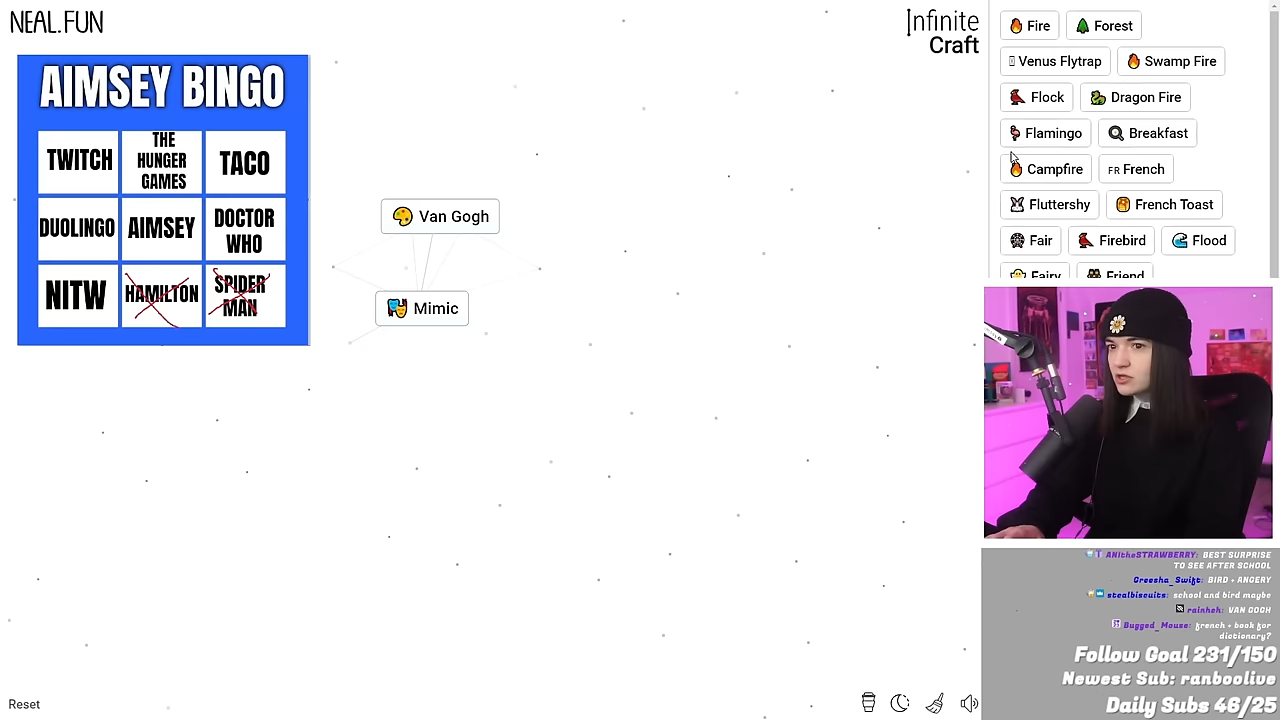 NEAL.FUN
Infinite
Craft
AIMSEY BINGO
TWITCH
THE
HUNGER
GAMES
TACO
DUOLINGO
AIMSEY
DOCTOR
WHO
NITW
HAMILTON
SPIDER
MAN
Van Gogh
Mimic
Fire
Forest
Venus Flytrap
Swamp Fire
Flock
Dragon Fire
Flamingo
Breakfast
Campfire
FR French
Fluttershy
French Toast
Fair
Firebird
Flood
Fairy
Friend
ANItheSTRAWBERRY: BEST SURPRISE
TO SEE AFTER SCHOOL
Creesha_Swift: BIRD + ANGERY
stealbiscuits: school and bird maybe
rainheh: VAN GOGH
Bugged_Mouse: french + book for
dictionary?
Follow Goal 231/150
Newest Sub: ranboolive
Daily Subs 46/25
Reset